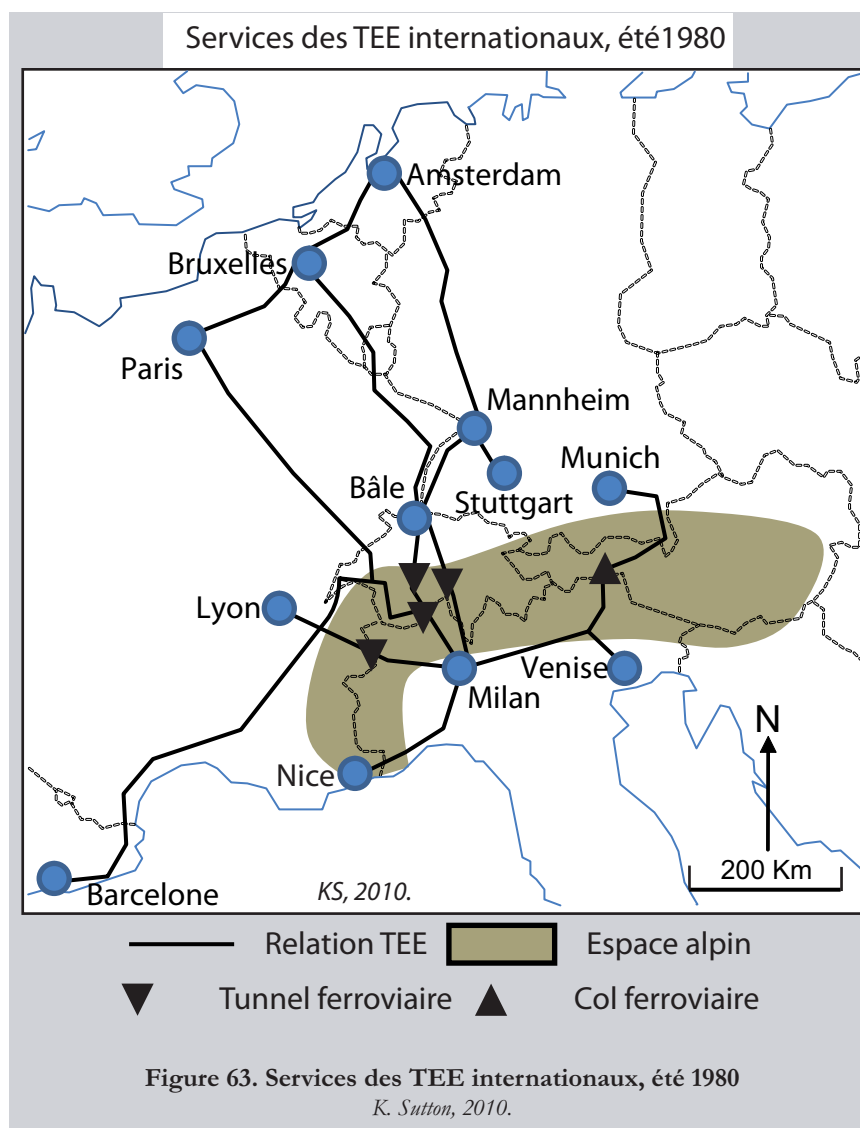 Services des TEE internationaux, été1980
Amsterdam
Bruxelles
Paris
Mannheim
Munich
Bâle
Stuttgart
Lyon
Venise
Milan
N
Nice
200 Km
Barcelone
KS, 2010.
Relation TEE
Espace alpin
Tunnel ferroviaire
Col ferroviaire
Figure 63. Services des TEE internationaux, été 1980
K. Sutton, 2010.